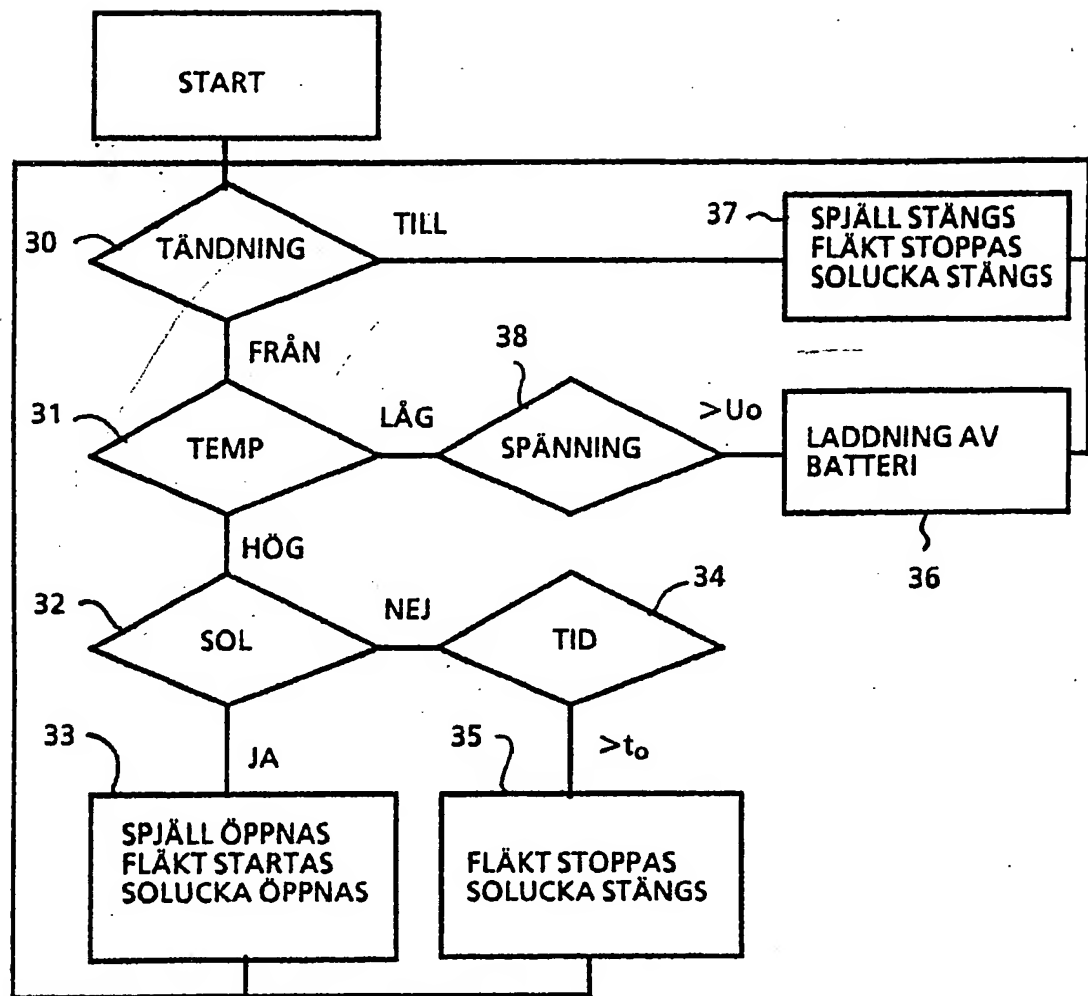 START
30
TÄNDNING
TILL
37
SPJÄLL STÄNGS
FLÄKT STOPPAS
SOLUCKA STÄNGS
FRÅN
38
31
TEMP
LÅG
SPÄNNING
>Uo
LADDNING AV
BATTERI
36
HÖG
32
SOL
NEJ
34
TID
33
JA
35
>to
SPJÄLL ÖPPNAS
FLÄKT STARTAS
SOLUCKA ÖPPNAS
FLÄKT STOPPAS
SOLUCKA STÄNGS